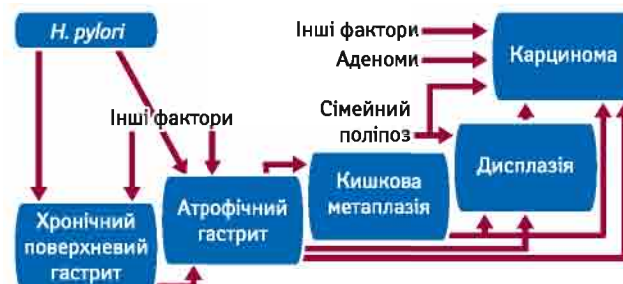 H. pylori
Інші фактори
Інші фактори
Аденоми
Сімейний
поліпоз
Карцинома
Дисплазія
Кишкова
метаплазія
Атрофічний
гастрит
Хронічний
поверхневий
гастрит